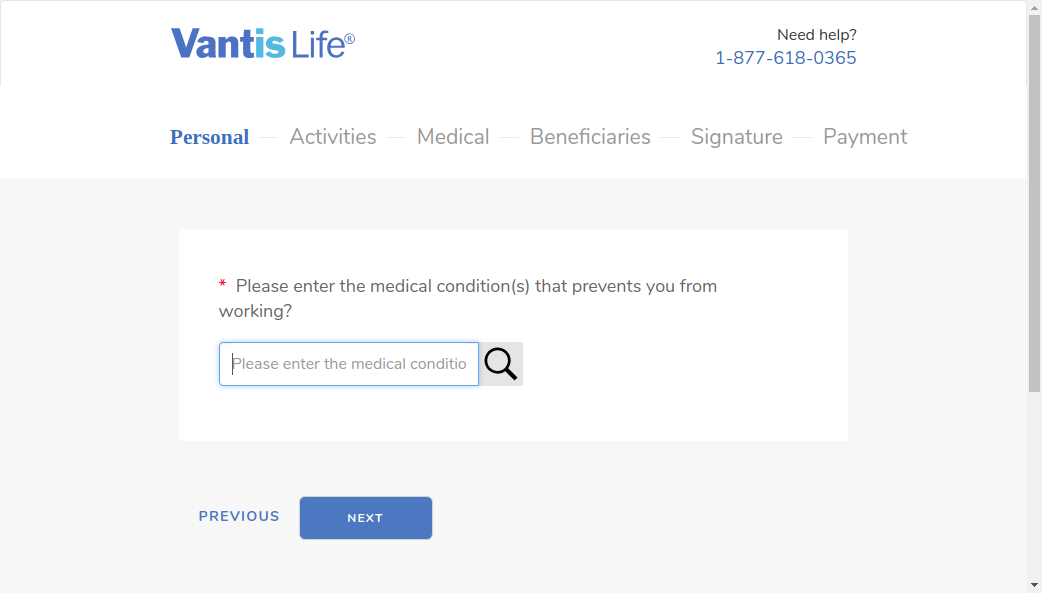 Vantis Life®
Need help?
1-877-618-0365
Personal
Activities
Medical
Beneficiaries
Signature
Payment
* Please enter the medical condition(s) that prevents you from
working?
Please enter the medical conditio
PREVIOUS
NEXT